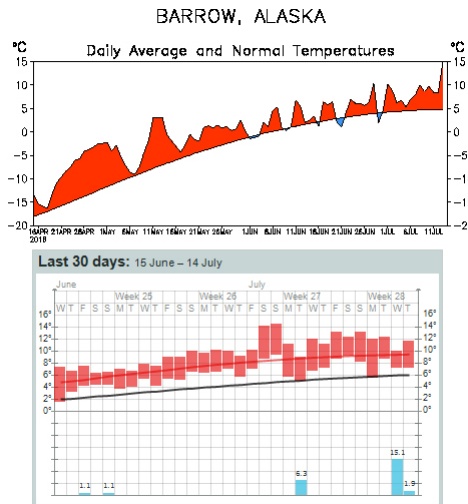 BARROW, ALASKA
°C Daily Average and Normal Temperatures °C
15 15
10 10
5 5
0 0
-5 -5
-10
-15 -1
-20 -2
16APR 21APR 26APR 1MAY 6MAY 11MAY 16MAY 21MAY 26MAY 1JUN 6JUN 11JUN 16JUN 21JUN 26JUN 1JUL 6JUL 11JUL
2019
Last 30 days: 15 June – 14 July
June July
Week 25 Week 26 Week 27 Week 28
W T F S S M T W T F S S M T W T F S S M T W T F S S M T W T
16° 16°
14° 14°
12° 12°
10° 10°
8° 8°
6° 6°
4° 4°
2° 2°
0° 0°
1.1 1.1 6.3 15.1 1.9